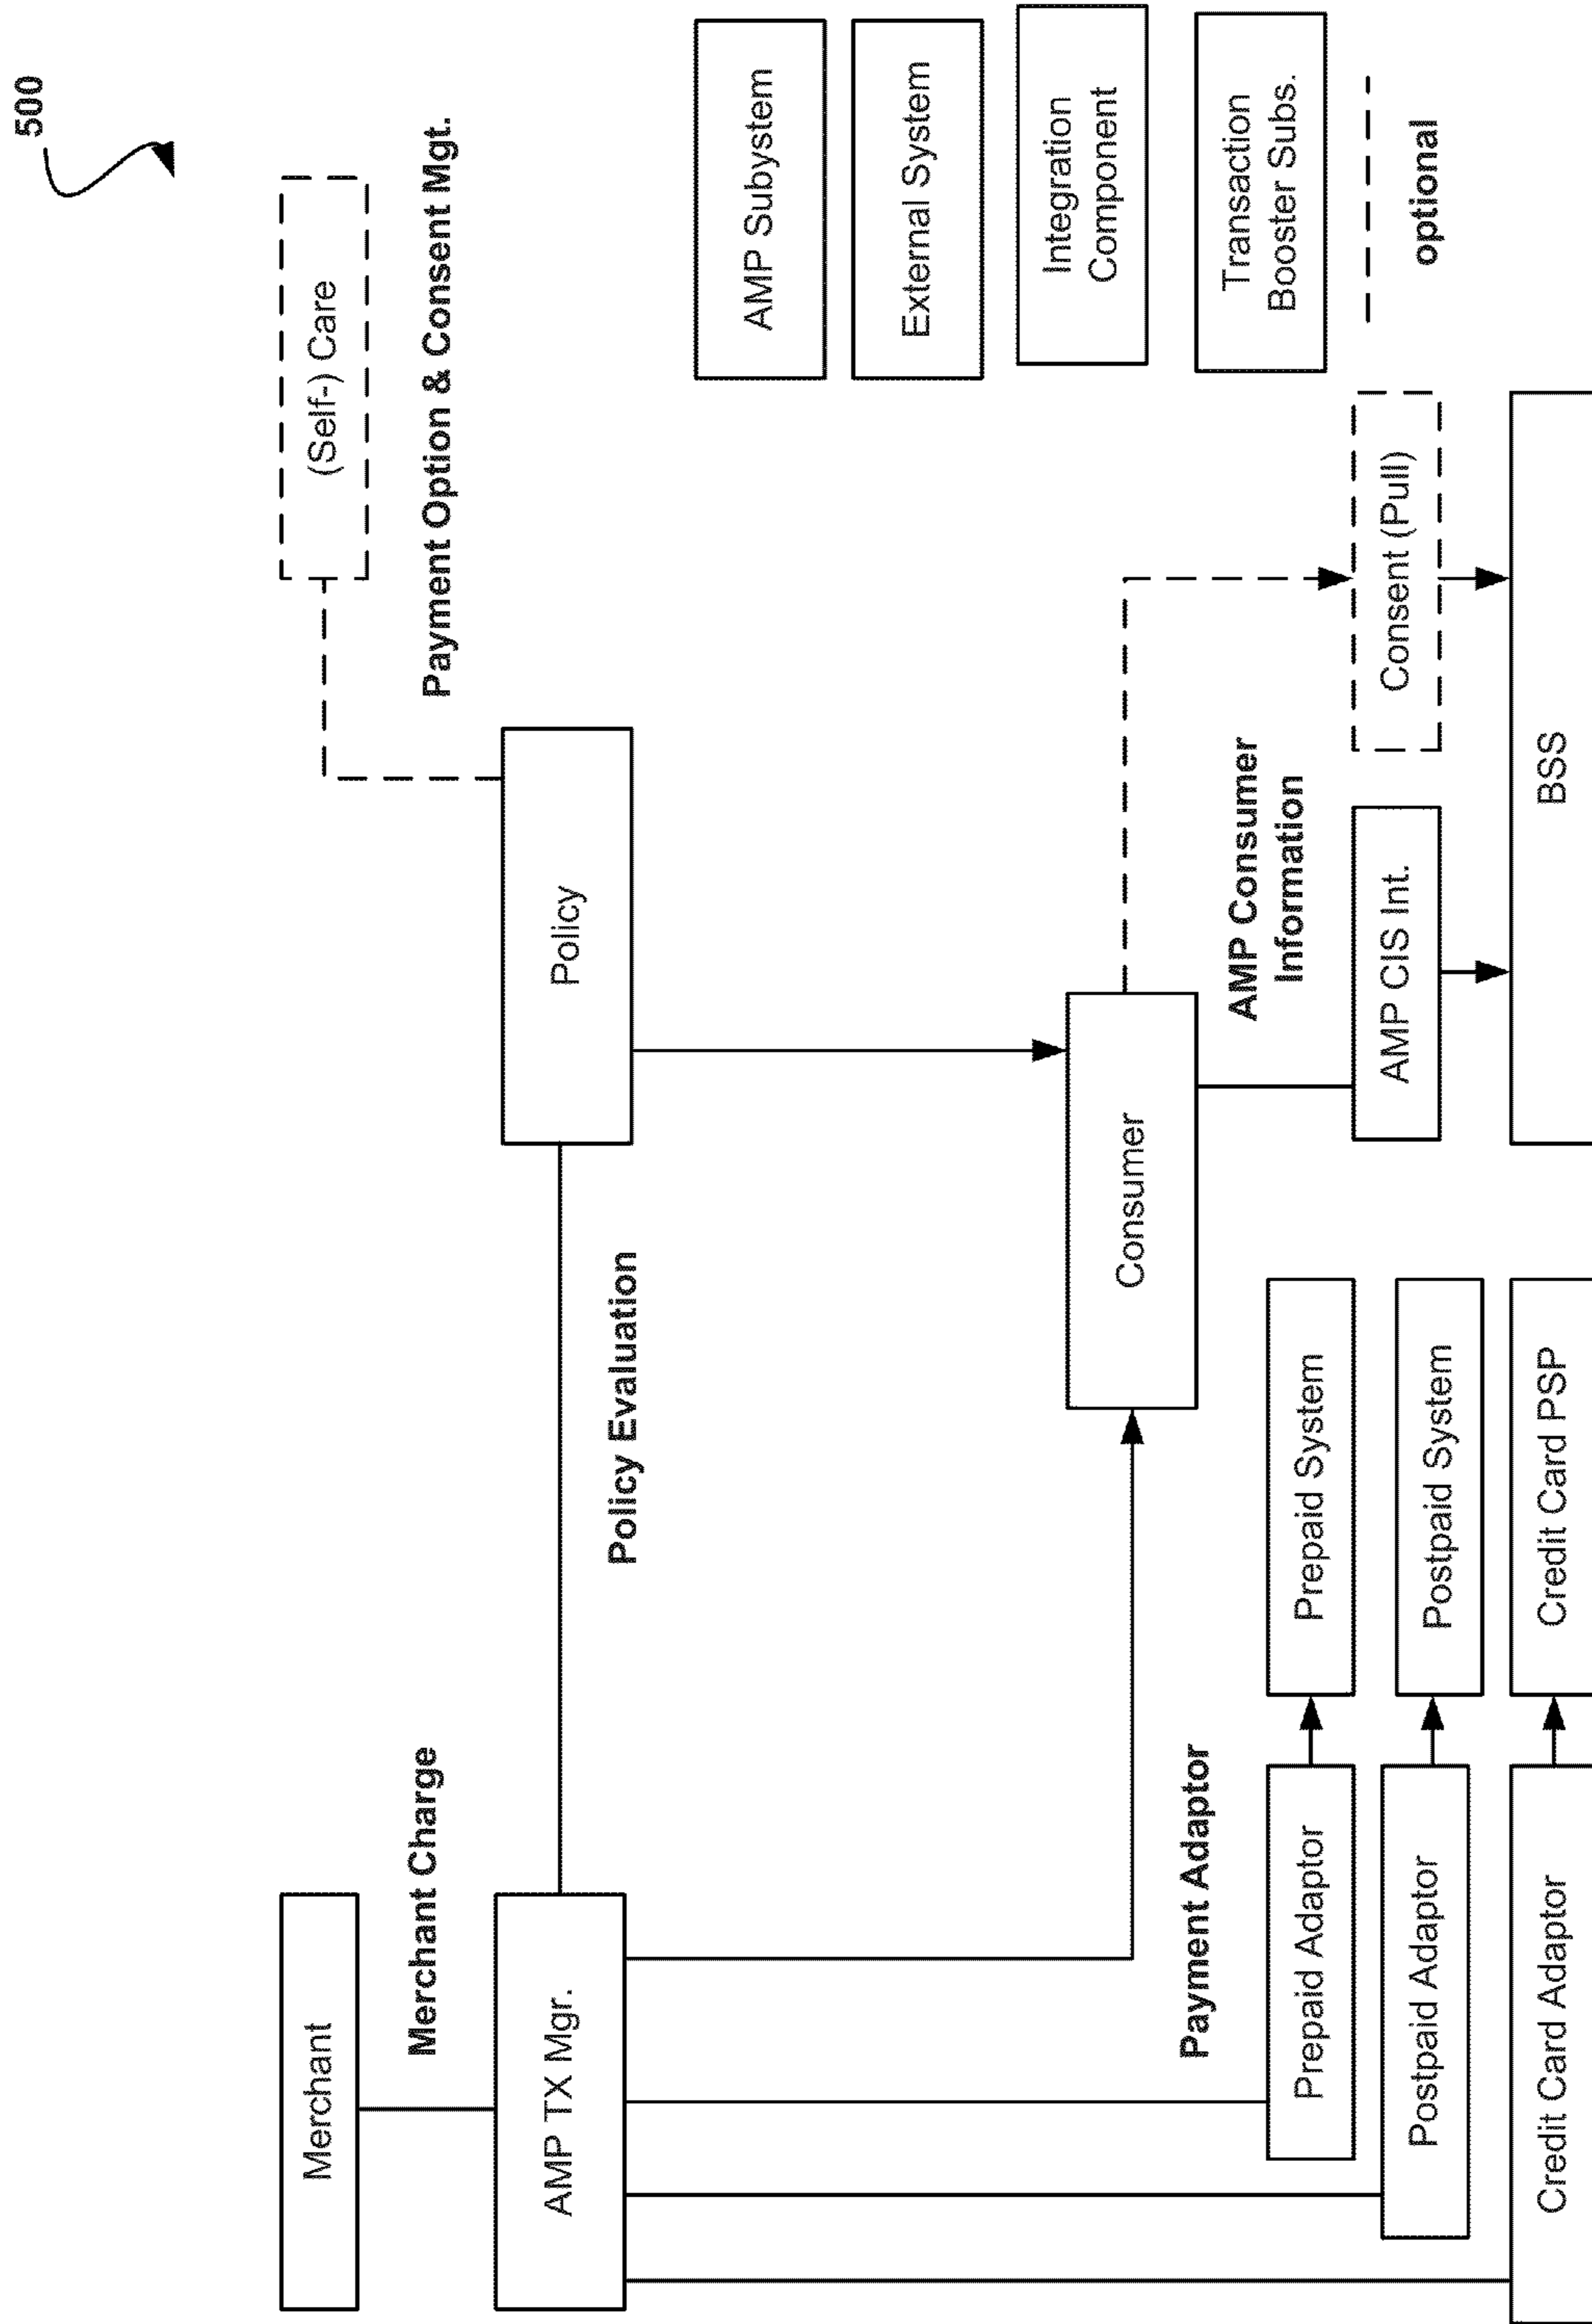 500
Merchant
(Self-) Care
Merchant Charge
Payment Option & Consent Mgt.
AMP TX Mgr.
Policy
Policy Evaluation
AMP Subystem
External System
Integration
Component
Transaction
Booster Subs.
optional
Consumer
Payment Adaptor
AMP Consumer
Information
Prepaid Adaptor
Prepaid System
Postpaid Adaptor
Postpaid System
AMP CIS Int.
Consent (Pull)
Credit Card Adaptor
Credit Card PSP
BSS